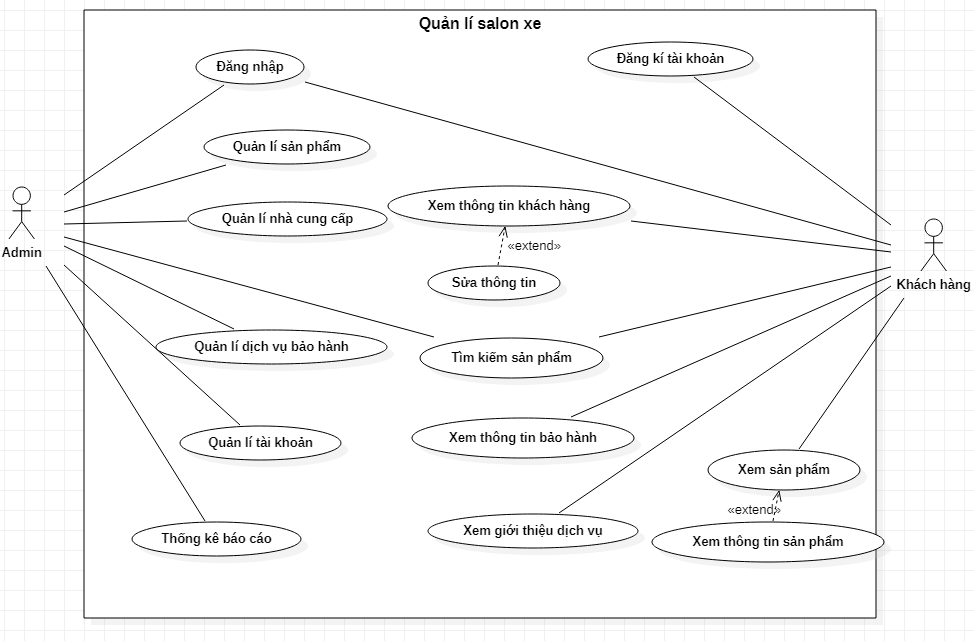 Quản lí salon xe
Đăng nhập
Đăng kí tài khoản
Quản lí sản phẩm
Xem thông tin khách hàng
Quản lí nhà cung cấp
«extend»
Admin
Sửa thông tin
Khách hàng
Quản lí dịch vụ bảo hành
Tìm kiếm sản phẩm
Xem thông tin bảo hành
Quản lí tài khoản
Xem sản phẩm
«extend»
Xem giới thiệu dịch vụ
Thống kê báo cáo
Xem thông tin sản phẩm